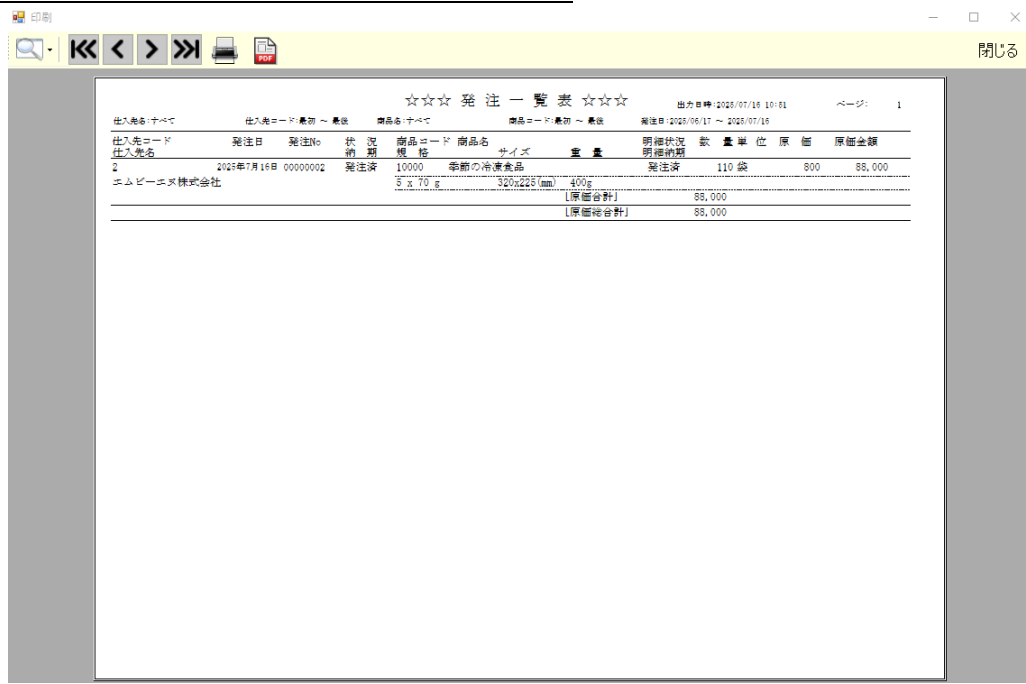 印刷
PDF
閉じる
☆☆☆ 発 注 一 覧 表 ☆☆☆ 出力日時:2025/07/16 10:51 ページ: 1
仕入先名:すべて 仕入先コード:最初 ～ 最後 商品名:すべて 商品コード:最初 ～ 最後 発注日:2025/06/17 ～ 2025/07/16
仕入先コード 発注日 発注No 状 況 商品コード 商品名 明細状況 数 量 単 位 原 価 原価金額
仕入先名 納 期 規 格 サイズ 重 量 明細納期
2 2025年7月16日 00000002 発注済 10000 季節の冷凍食品 発注済 110 袋 800 88,000
エムビーエヌ株式会社 5 x 70 g 320x225(mm) 400g
[原価合計] 88,000
[原価総合計] 88,000